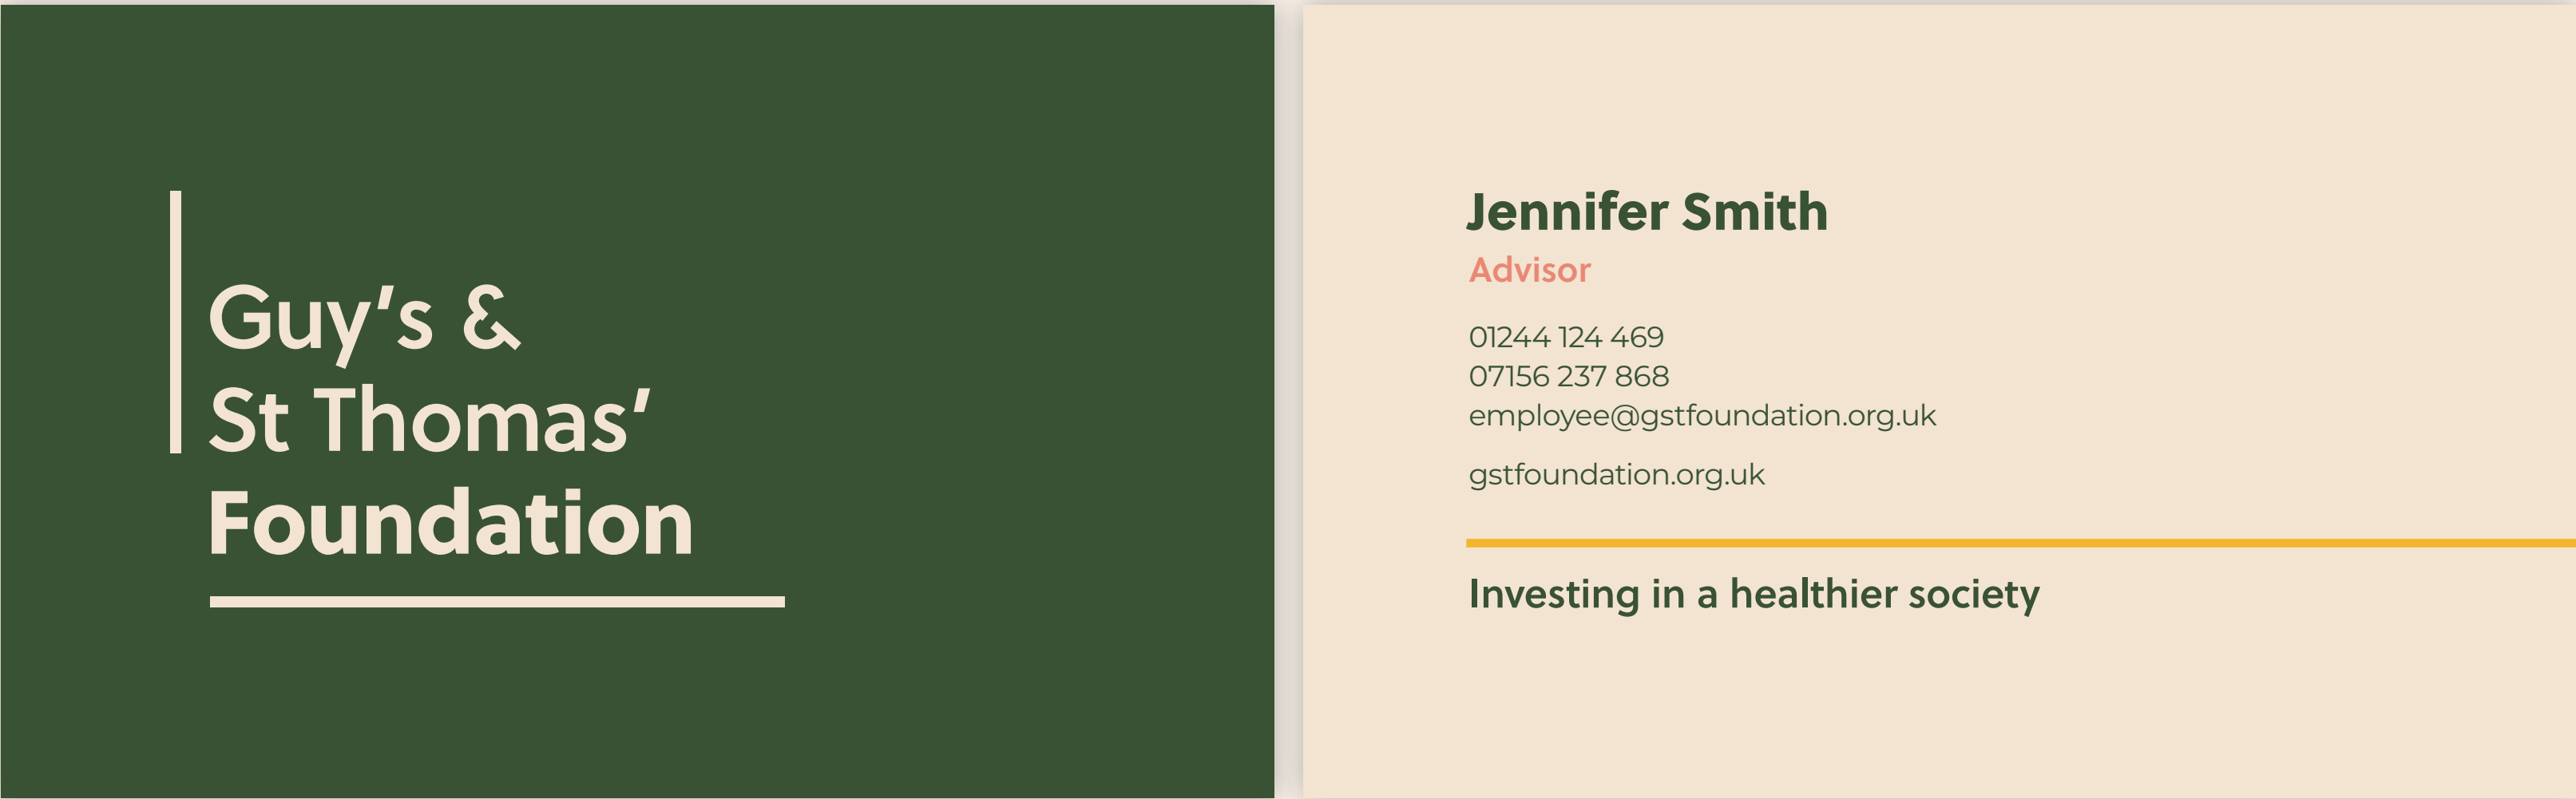 Guy’s &
St Thomas’
Foundation
Jennifer Smith
Advisor
01244 124 469
07156 237 868
employee@gstfoundation.org.uk
gstfoundation.org.uk
Investing in a healthier society